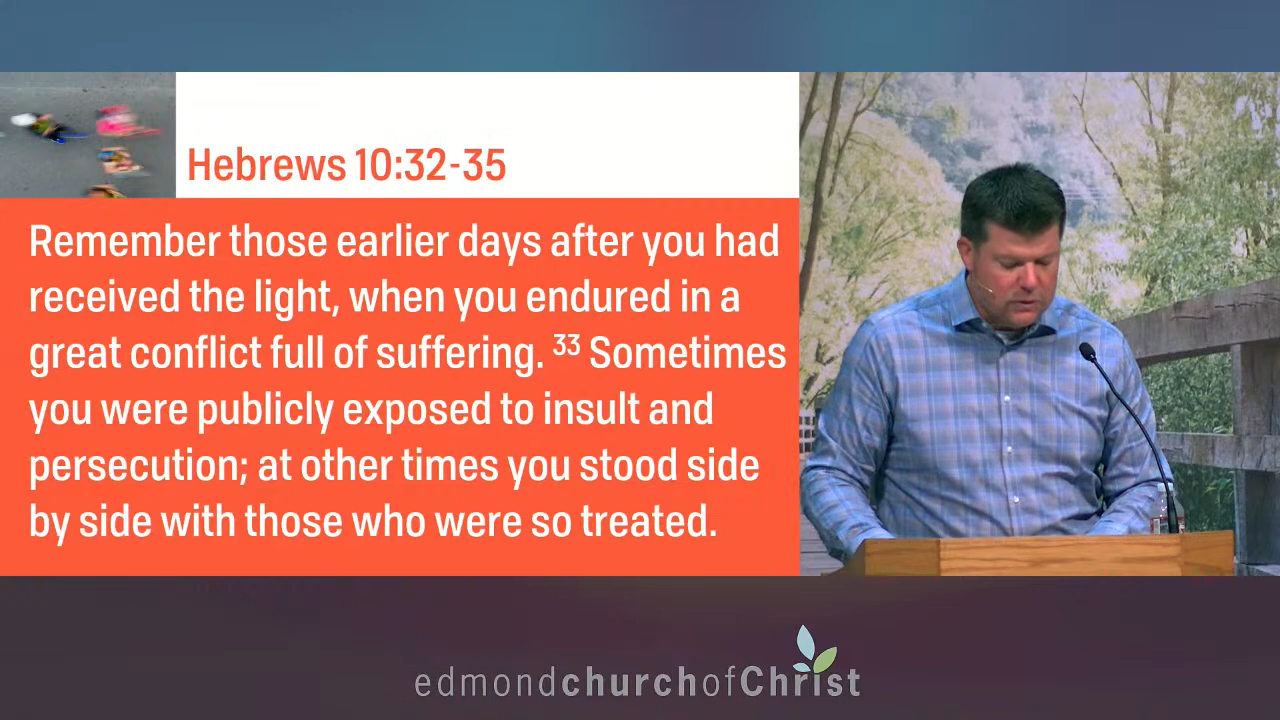 Hebrews 10:32-35
Remember those earlier days after you had
received the light, when you endured in a
great conflict full of suffering. ³³ Sometimes
you were publicly exposed to insult and
persecution; at other times you stood side
by side with those who were so treated.
edmondchurchofChrist